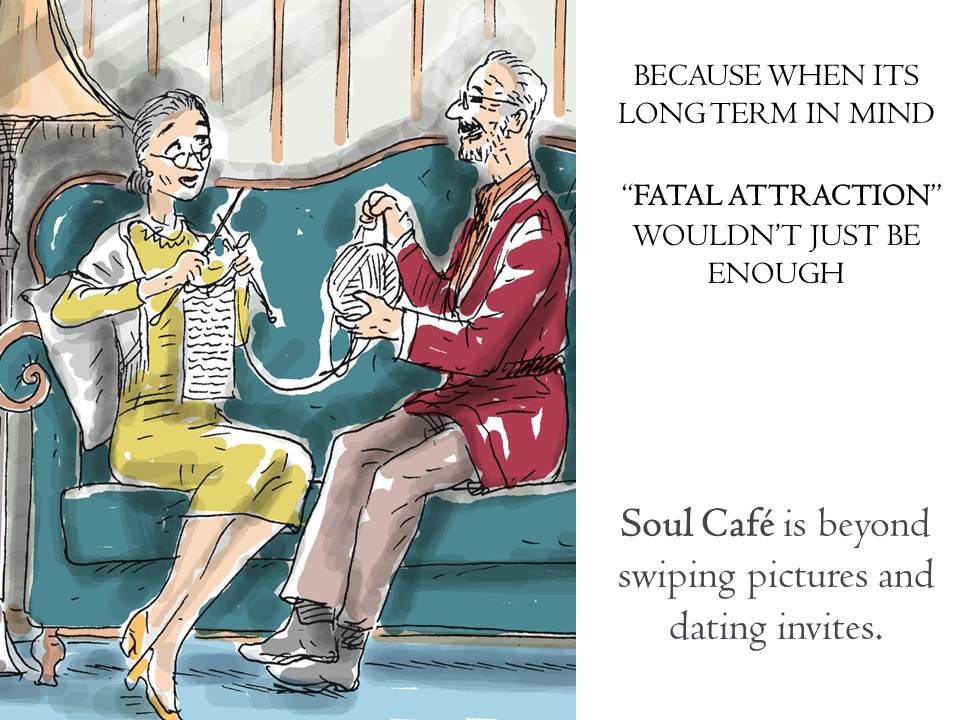 BECAUSE WHEN ITS
LONG TERM IN MIND
“FATAL ATTRACTION”
WOULDN’T JUST BE
ENOUGH
Soul Café is beyond
swiping pictures and
dating invites.